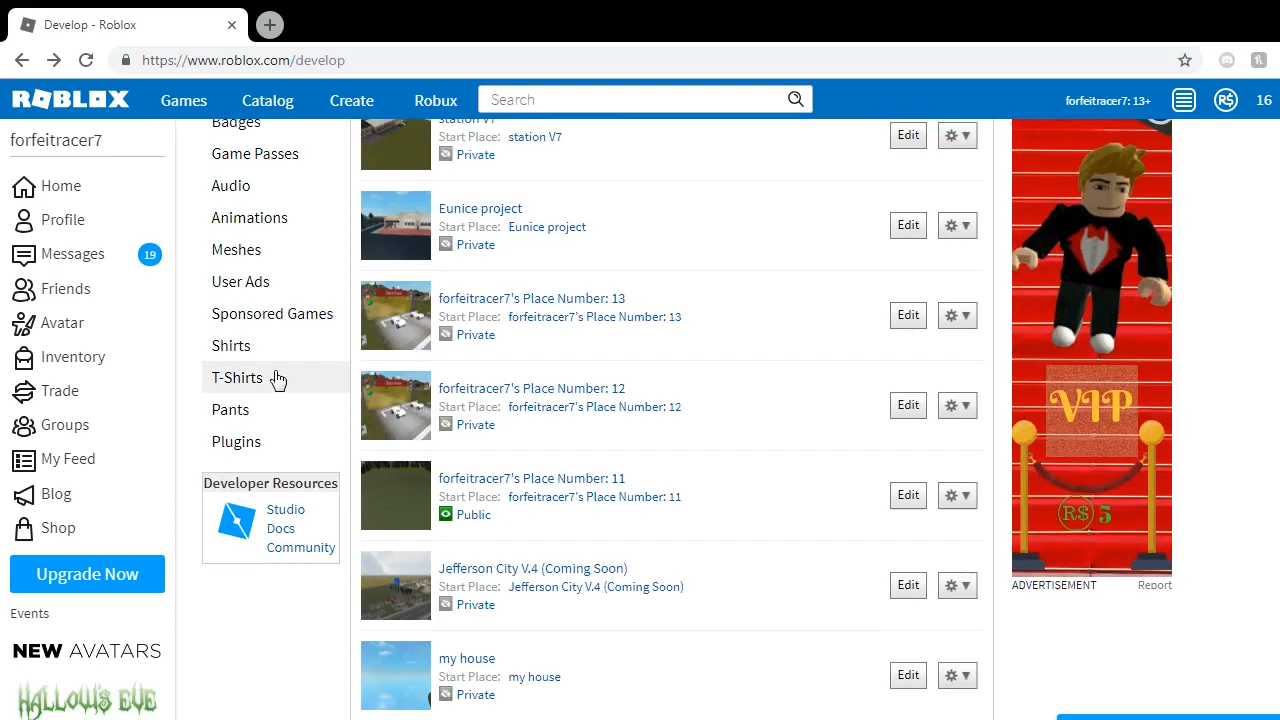 Develop - Roblox
https://www.roblox.com/develop
ROBLOX
Games
Catalog
Create
Robux
Search
forfeitracer7: 13+
R$
16
forfeitracer7
Home
Profile
Messages
19
Friends
Avatar
Inventory
Trade
Groups
My Feed
Blog
Shop
Upgrade Now
Events
NEW AVATARS
HALLOW'S EVE
Badges
Game Passes
Audio
Animations
Meshes
User Ads
Sponsored Games
Shirts
T-Shirts
Pants
Plugins
Developer Resources
Studio
Docs
Community
station V7
Start Place: station V7
Private
Edit
Eunice project
Start Place: Eunice project
Private
Edit
forfeitracer7's Place Number: 13
Start Place: forfeitracer7's Place Number: 13
Private
Edit
forfeitracer7's Place Number: 12
Start Place: forfeitracer7's Place Number: 12
Private
Edit
forfeitracer7's Place Number: 11
Start Place: forfeitracer7's Place Number: 11
Public
Edit
Jefferson City V.4 (Coming Soon)
Start Place: Jefferson City V.4 (Coming Soon)
Private
Edit
my house
Start Place: my house
Private
Edit
VIP
R$ 5
ADVERTISEMENT
Report